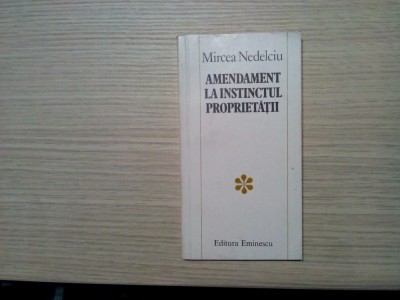 Mircea Nedelciu
AMENDAMENT
LA INSTINCTUL
PROPRIETĂȚII
Editura Eminescu